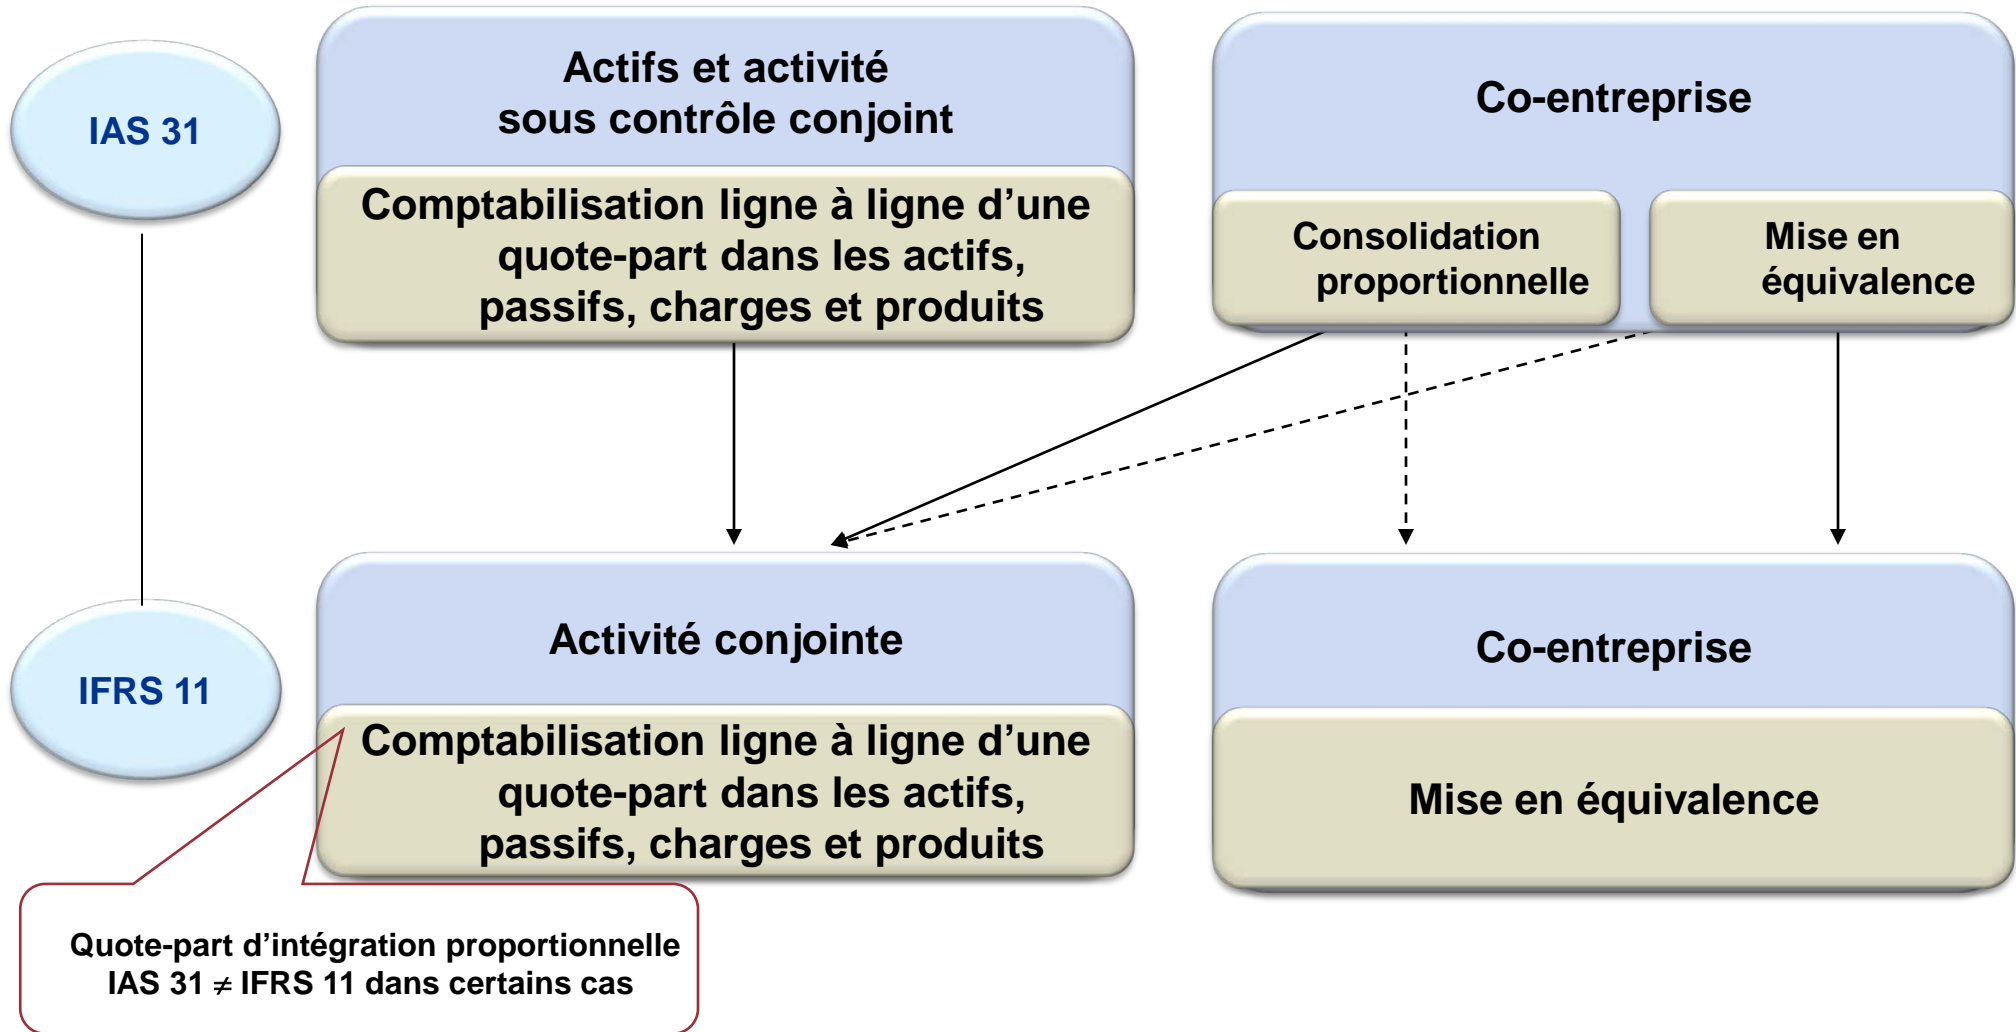 IAS 31
Actifs et activité
sous contrôle conjoint
Comptabilisation ligne à ligne d’une
quote-part dans les actifs,
passifs, charges et produits
Co-entreprise
Consolidation
proportionnelle
Mise en
équivalence
IFRS 11
Activité conjointe
Comptabilisation ligne à ligne d’une
quote-part dans les actifs,
passifs, charges et produits
Co-entreprise
Mise en équivalence
Quote-part d’intégration proportionnelle
IAS 31 ≠ IFRS 11 dans certains cas